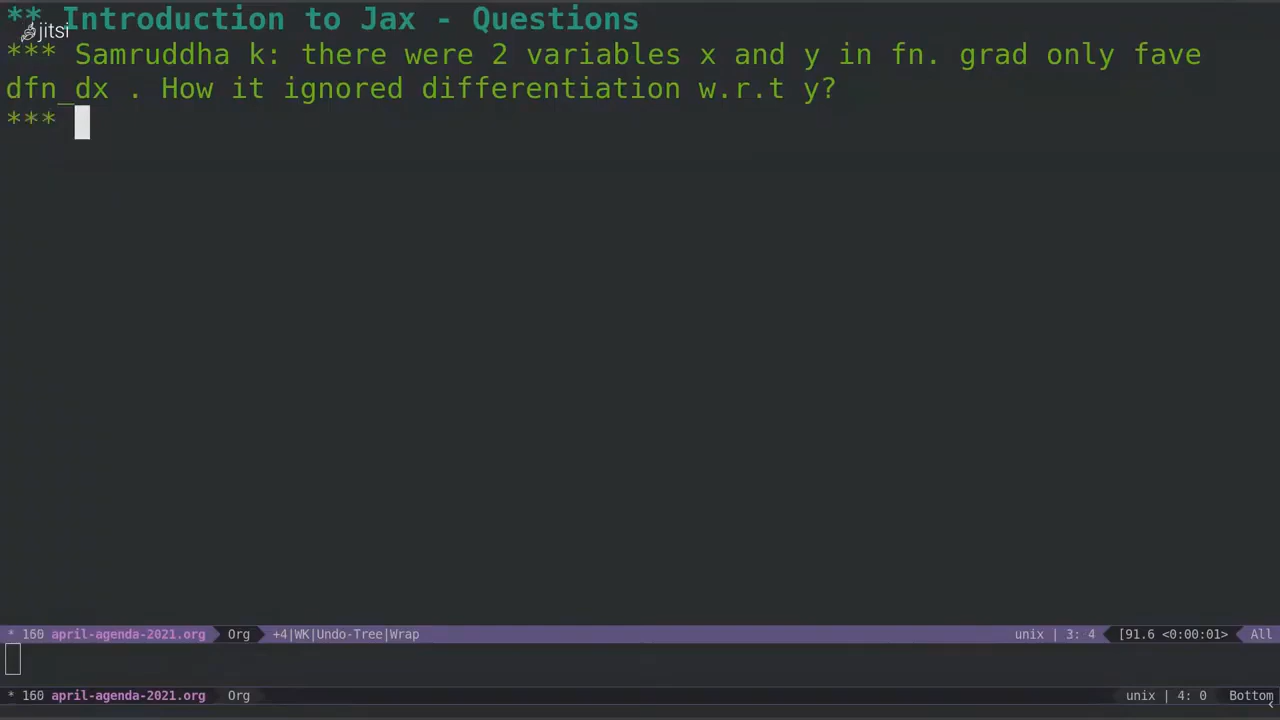 ** Introduction to Jax - Questions
jitsi
*** Samruddha k: there were 2 variables x and y in fn. grad only fave
dfn_dx . How it ignored differentiation w.r.t y?
***
* 160 april-agenda-2021.org Org +4|WK|Undo-Tree|Wrap unix | 3: 4 [91.6 <0:00:01> All
* 160 april-agenda-2021.org Org unix | 4: 0 Bottom